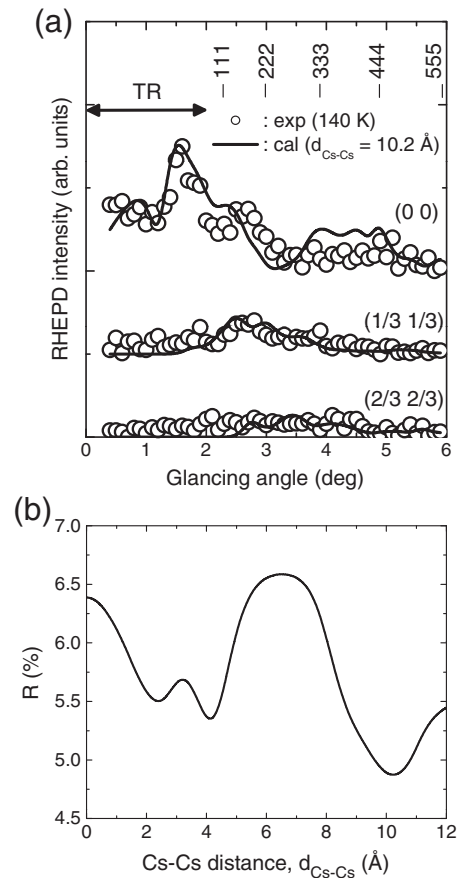 (a)
111
222
333
444
555
TR
: exp (140 K)
: cal (d_Cs-Cs = 10.2 Å)
(0 0)
(1/3 1/3)
(2/3 2/3)
RHEPD intensity (arb. units)
0 1 2 3 4 5 6
Glancing angle (deg)
(b)
7.0
6.5
6.0
5.5
5.0
4.5
R (%)
0 2 4 6 8 10 12
Cs-Cs distance, d_Cs-Cs (Å)